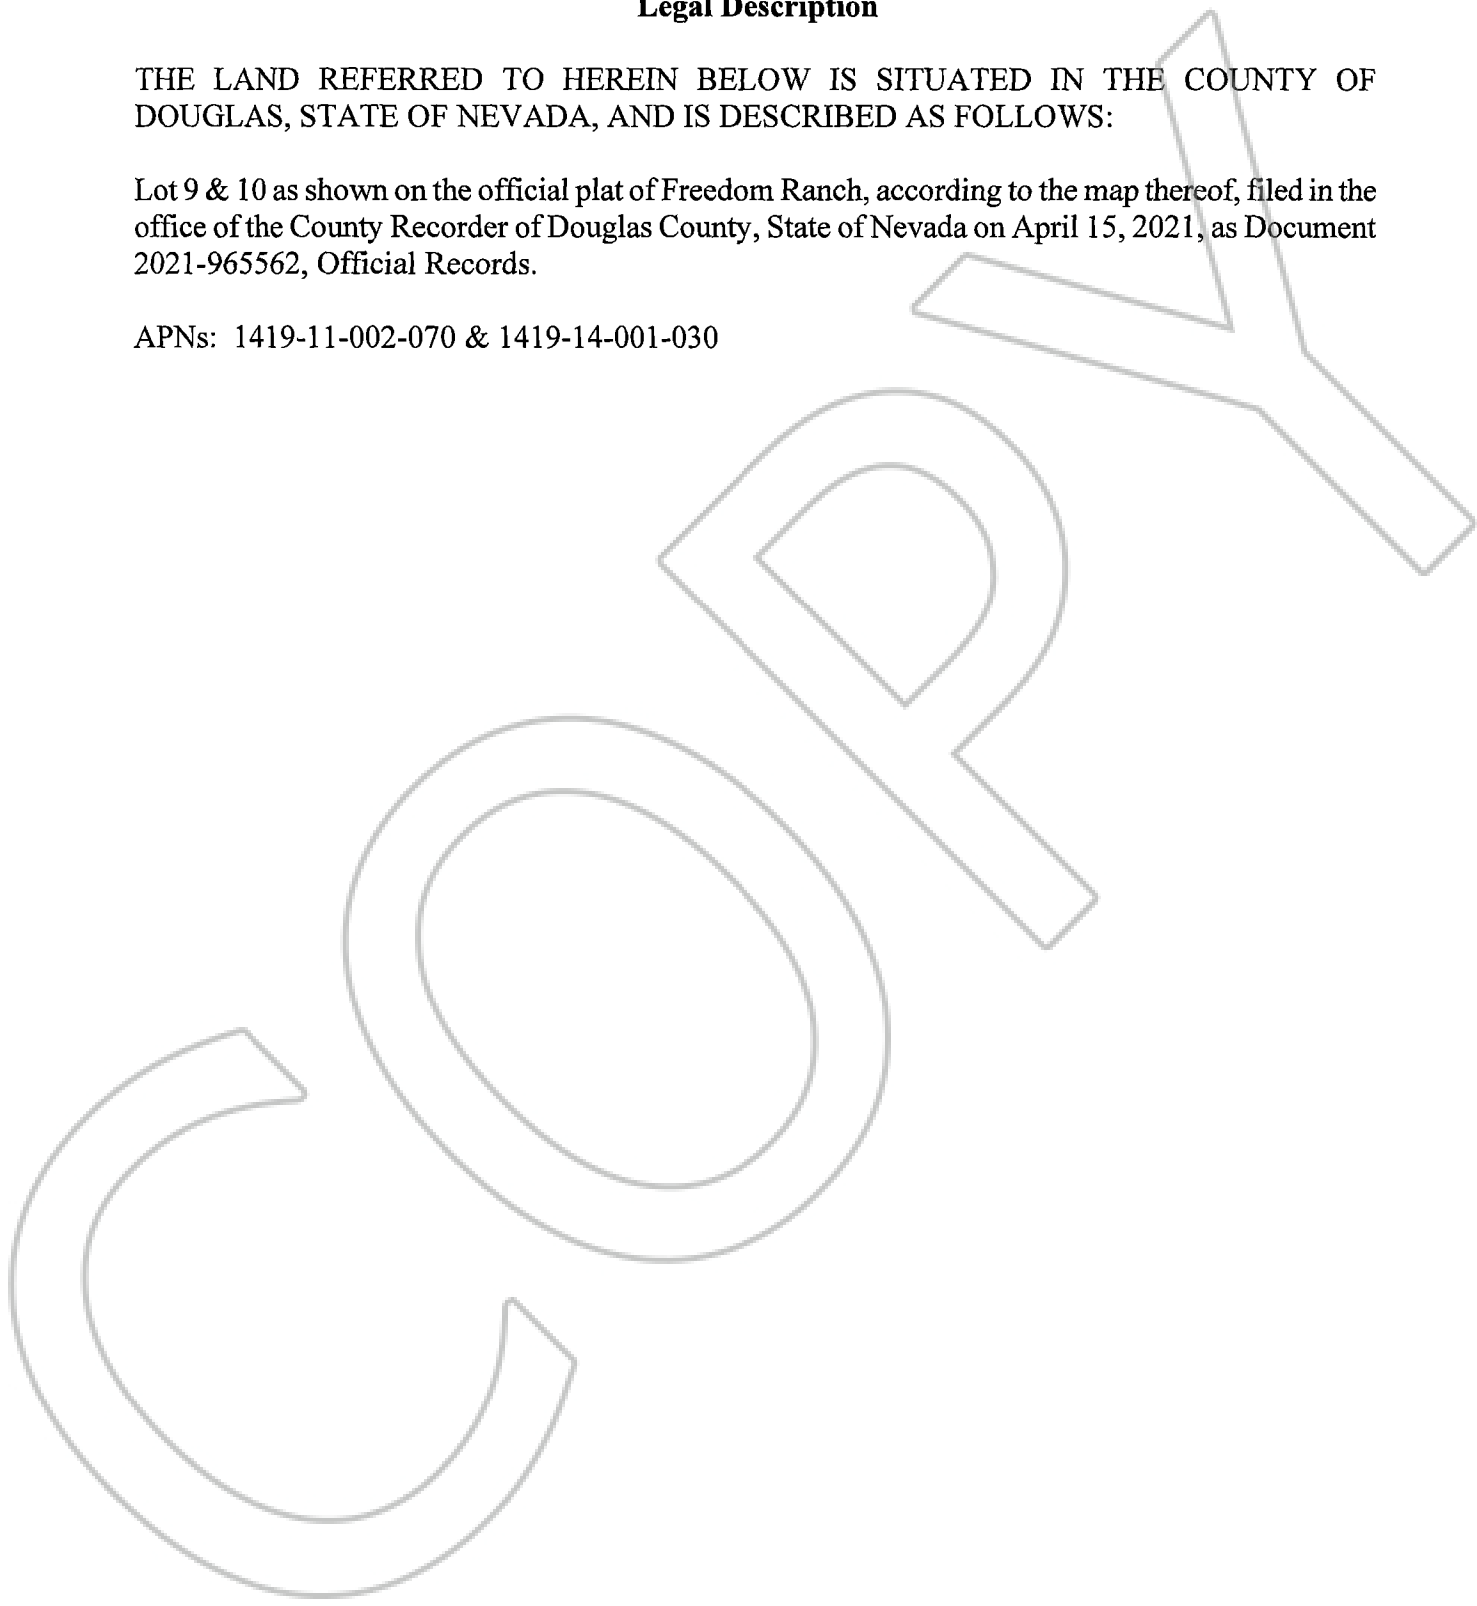 Legal Description
THE LAND REFERRED TO HEREIN BELOW IS SITUATED IN THE COUNTY OF
DOUGLAS, STATE OF NEVADA, AND IS DESCRIBED AS FOLLOWS:
Lot 9 & 10 as shown on the official plat of Freedom Ranch, according to the map thereof, filed in the
office of the County Recorder of Douglas County, State of Nevada on April 15, 2021, as Document
2021-965562, Official Records.
APNs: 1419-11-002-070 & 1419-14-001-030
COPY